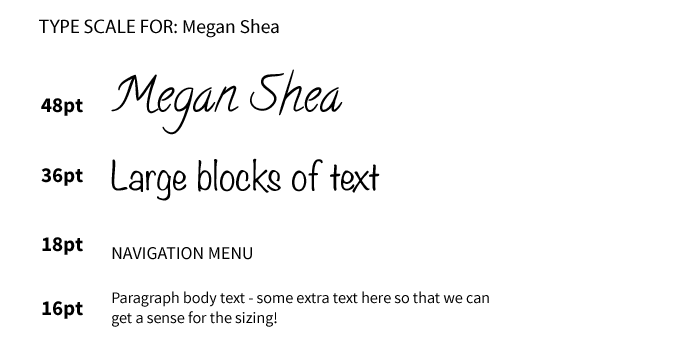 TYPE SCALE FOR: Megan Shea
48pt Megan Shea
36pt Large blocks of text
18pt NAVIGATION MENU
16pt Paragraph body text - some extra text here so that we can
get a sense for the sizing!